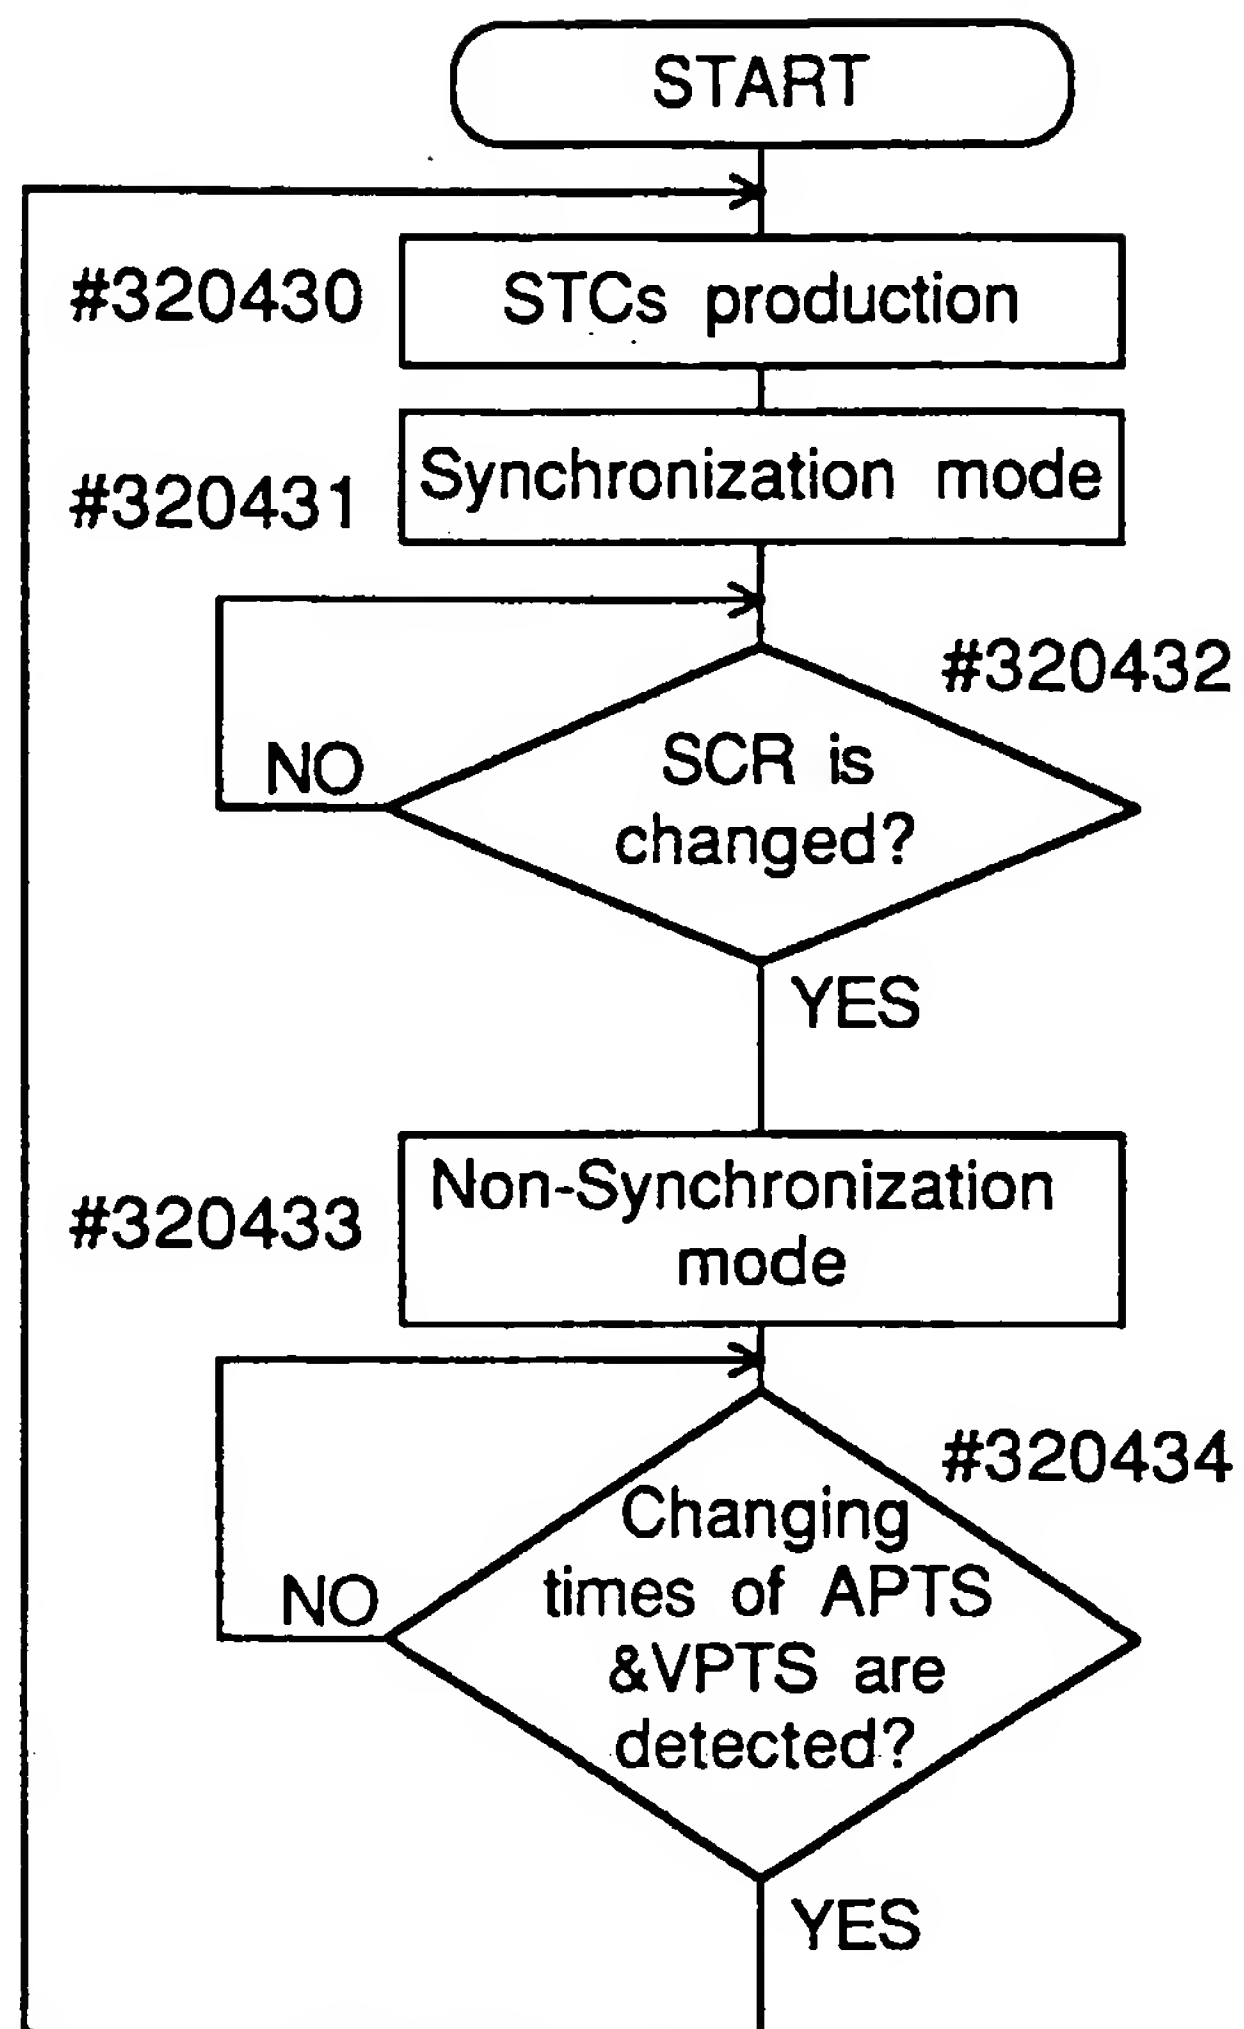 START
#320430
STCs production
#320431
Synchronization mode
#320432
SCR is
changed?
NO
YES
#320433
Non-Synchronization
mode
#320434
Changing
times of APTS
&VPTS are
detected?
NO
YES